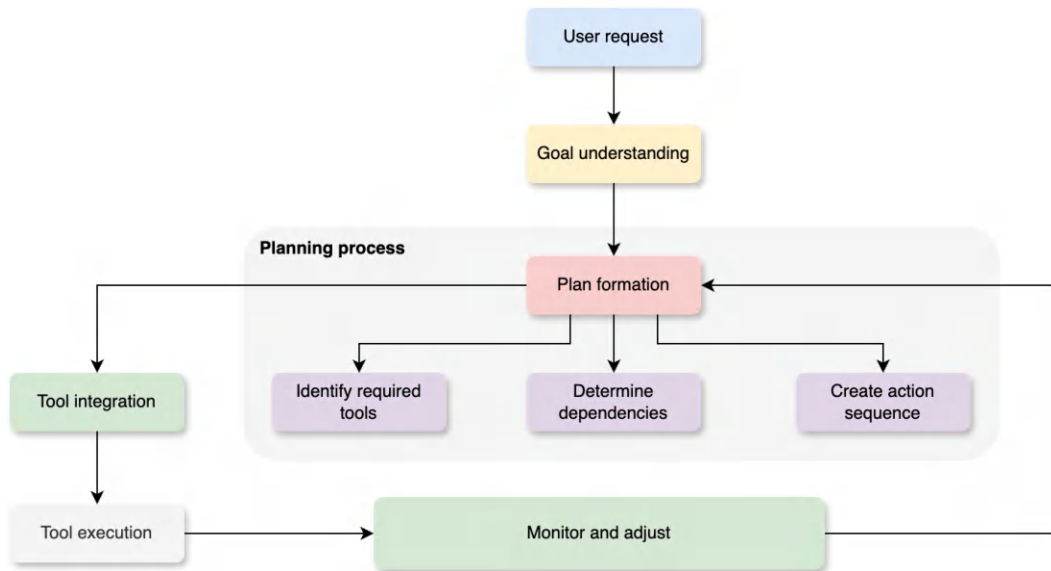 User request
Goal understanding
Planning process
Plan formation
Identify required
tools
Determine
dependencies
Create action
sequence
Tool integration
Tool execution
Monitor and adjust